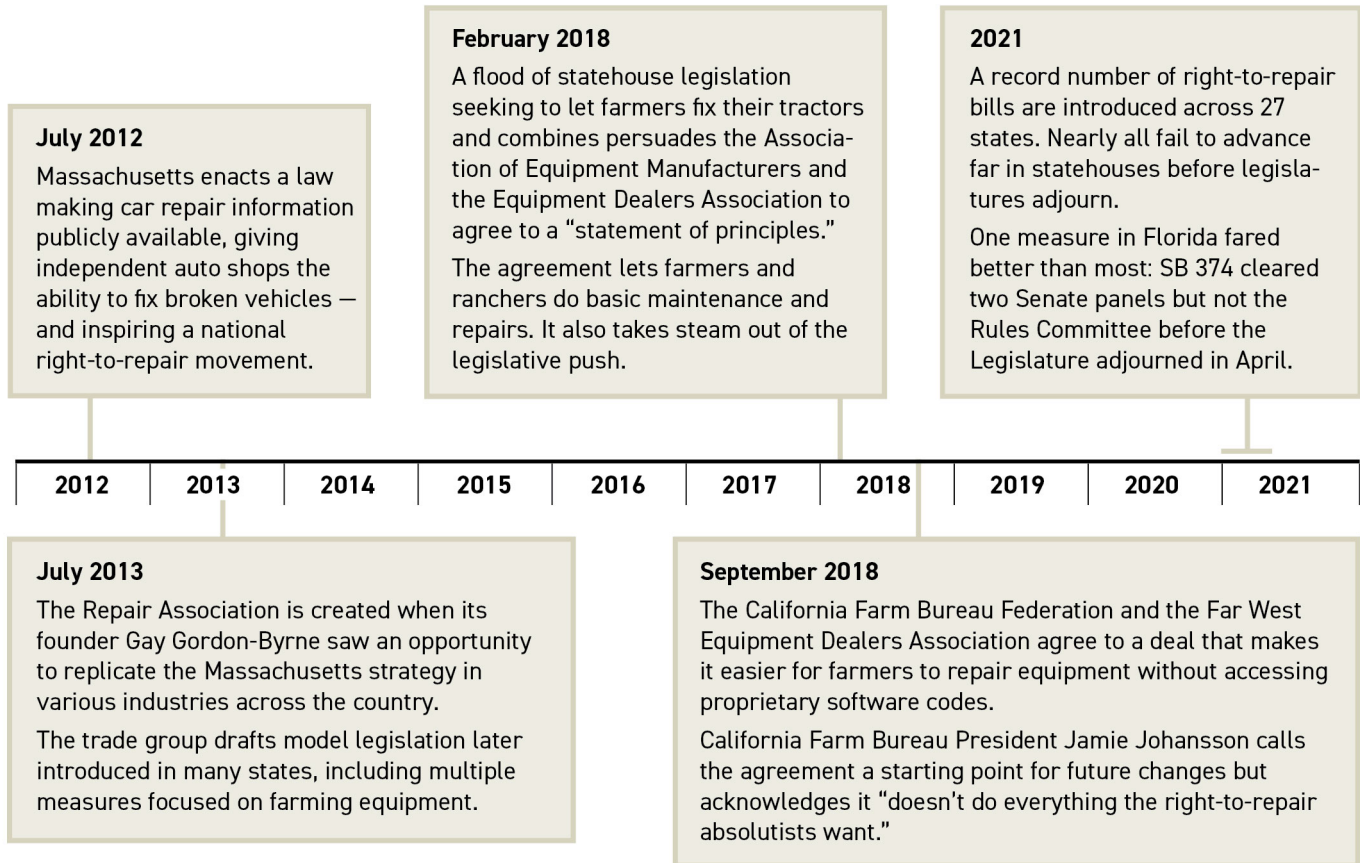 July 2012
Massachusetts enacts a law
making car repair information
publicly available, giving
independent auto shops the
ability to fix broken vehicles —
and inspiring a national
right-to-repair movement.
February 2018
A flood of statehouse legislation
seeking to let farmers fix their tractors
and combines persuades the Associa-
tion of Equipment Manufacturers and
the Equipment Dealers Association to
agree to a “statement of principles.”
The agreement lets farmers and
ranchers do basic maintenance and
repairs. It also takes steam out of the
legislative push.
2021
A record number of right-to-repair
bills are introduced across 27
states. Nearly all fail to advance
far in statehouses before legisla-
tures adjourn.
One measure in Florida fared
better than most: SB 374 cleared
two Senate panels but not the
Rules Committee before the
Legislature adjourned in April.
2012 2013 2014 2015 2016 2017 2018 2019 2020 2021
July 2013
The Repair Association is created when its
founder Gay Gordon-Byrne saw an opportunity
to replicate the Massachusetts strategy in
various industries across the country.
The trade group drafts model legislation later
introduced in many states, including multiple
measures focused on farming equipment.
September 2018
The California Farm Bureau Federation and the Far West
Equipment Dealers Association agree to a deal that makes
it easier for farmers to repair equipment without accessing
proprietary software codes.
California Farm Bureau President Jamie Johansson calls
the agreement a starting point for future changes but
acknowledges it “doesn’t do everything the right-to-repair
absolutists want.”